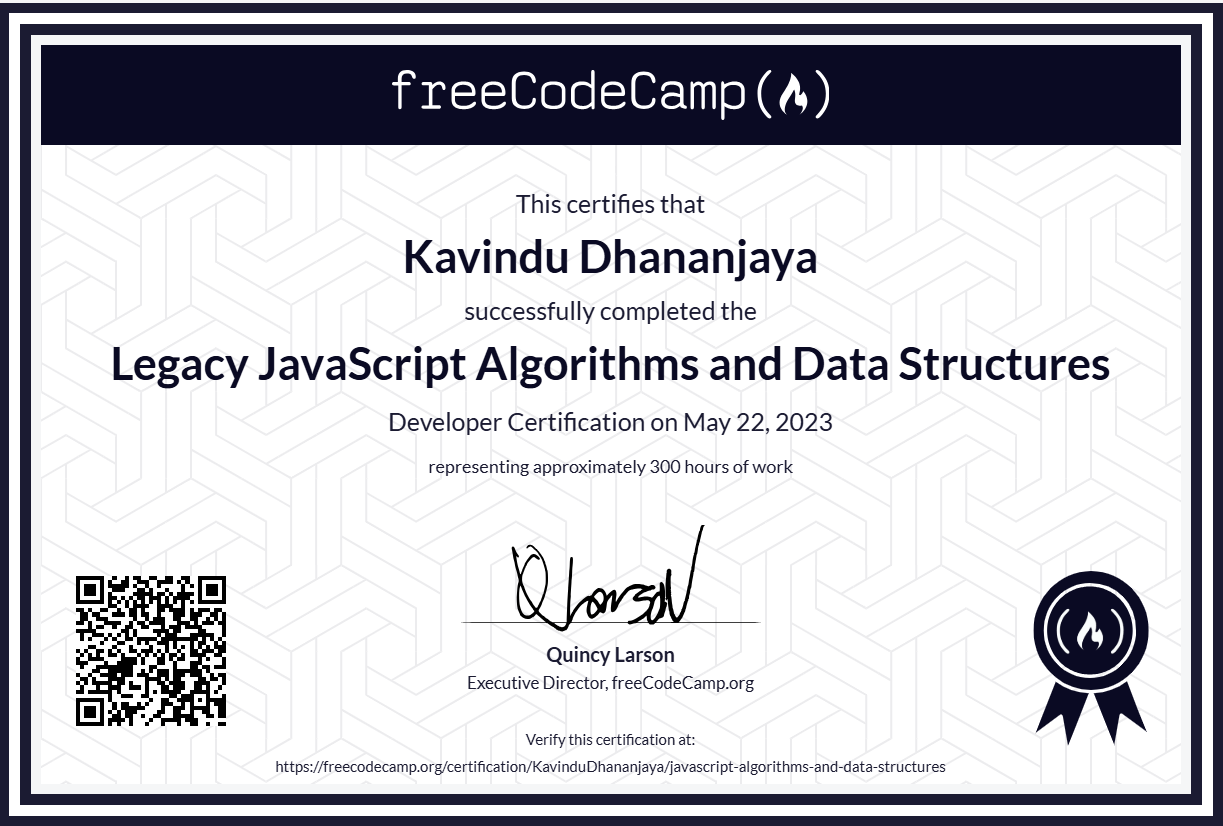 freeCodeCamp
This certifies that
Kavindu Dhananjaya
successfully completed the
Legacy JavaScript Algorithms and Data Structures
Developer Certification on May 22, 2023
representing approximately 300 hours of work
Q Larson
Quincy Larson
Executive Director, freeCodeCamp.org
Verify this certification at:
https://freecodecamp.org/certification/KavinduDhananjaya/javascript-algorithms-and-data-structures